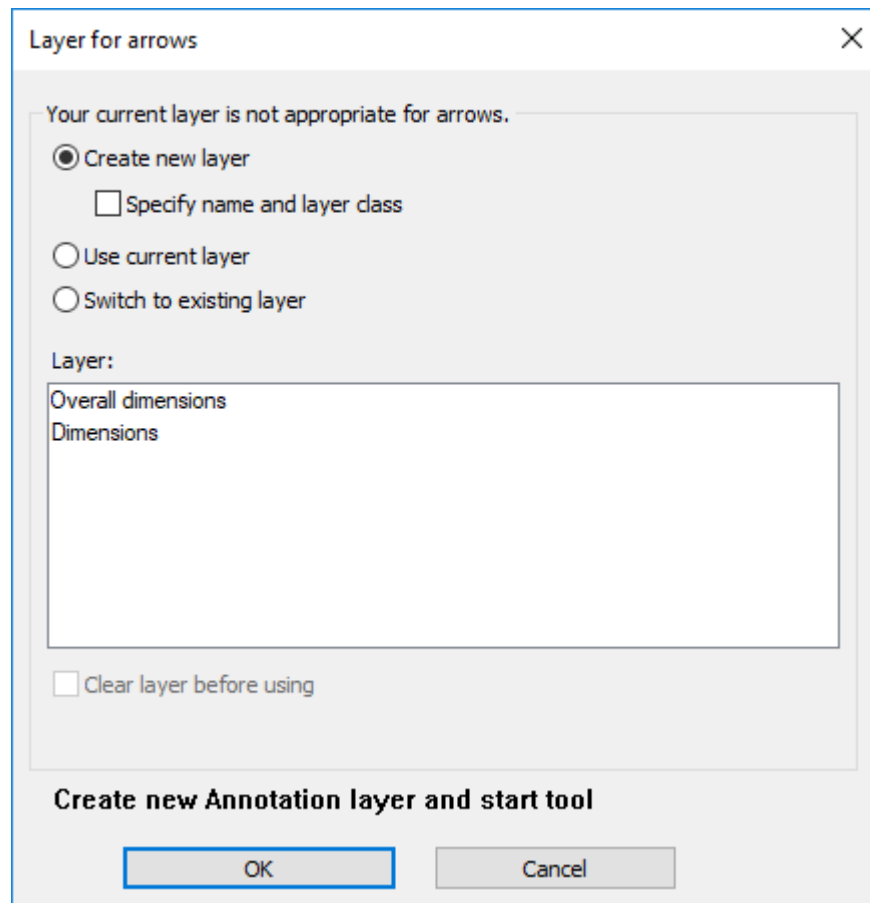 Layer for arrows
Your current layer is not appropriate for arrows.
Create new layer
Specify name and layer class
Use current layer
Switch to existing layer
Layer:
Overall dimensions
Dimensions
Clear layer before using
Create new Annotation layer and start tool
OK
Cancel